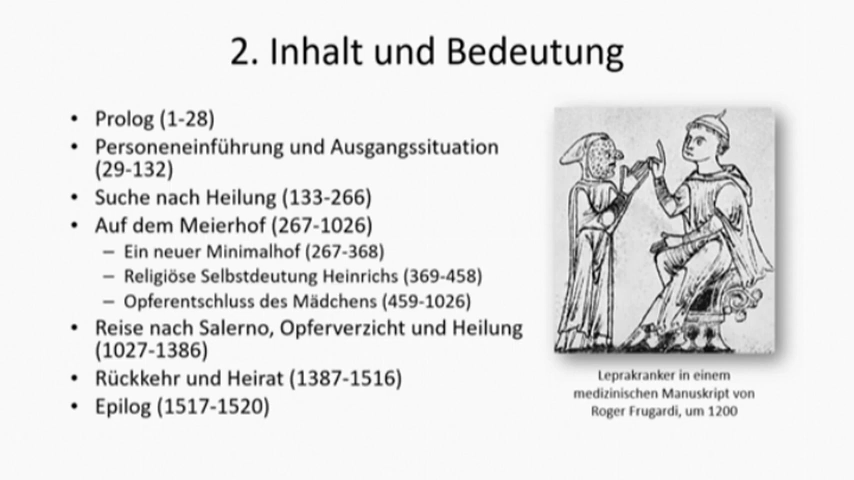 2. Inhalt und Bedeutung
• Prolog (1-28)
• Personeneinführung und Ausgangssituation
(29-132)
• Suche nach Heilung (133-266)
• Auf dem Meierhof (267-1026)
– Ein neuer Minimalhof (267-368)
– Religiöse Selbstdeutung Heinrichs (369-458)
– Opferentschluss des Mädchens (459-1026)
• Reise nach Salerno, Opferverzicht und Heilung
(1027-1386)
• Rückkehr und Heirat (1387-1516)
• Epilog (1517-1520)
Leprakranker in einem
medizinischen Manuskript von
Roger Frugardi, um 1200